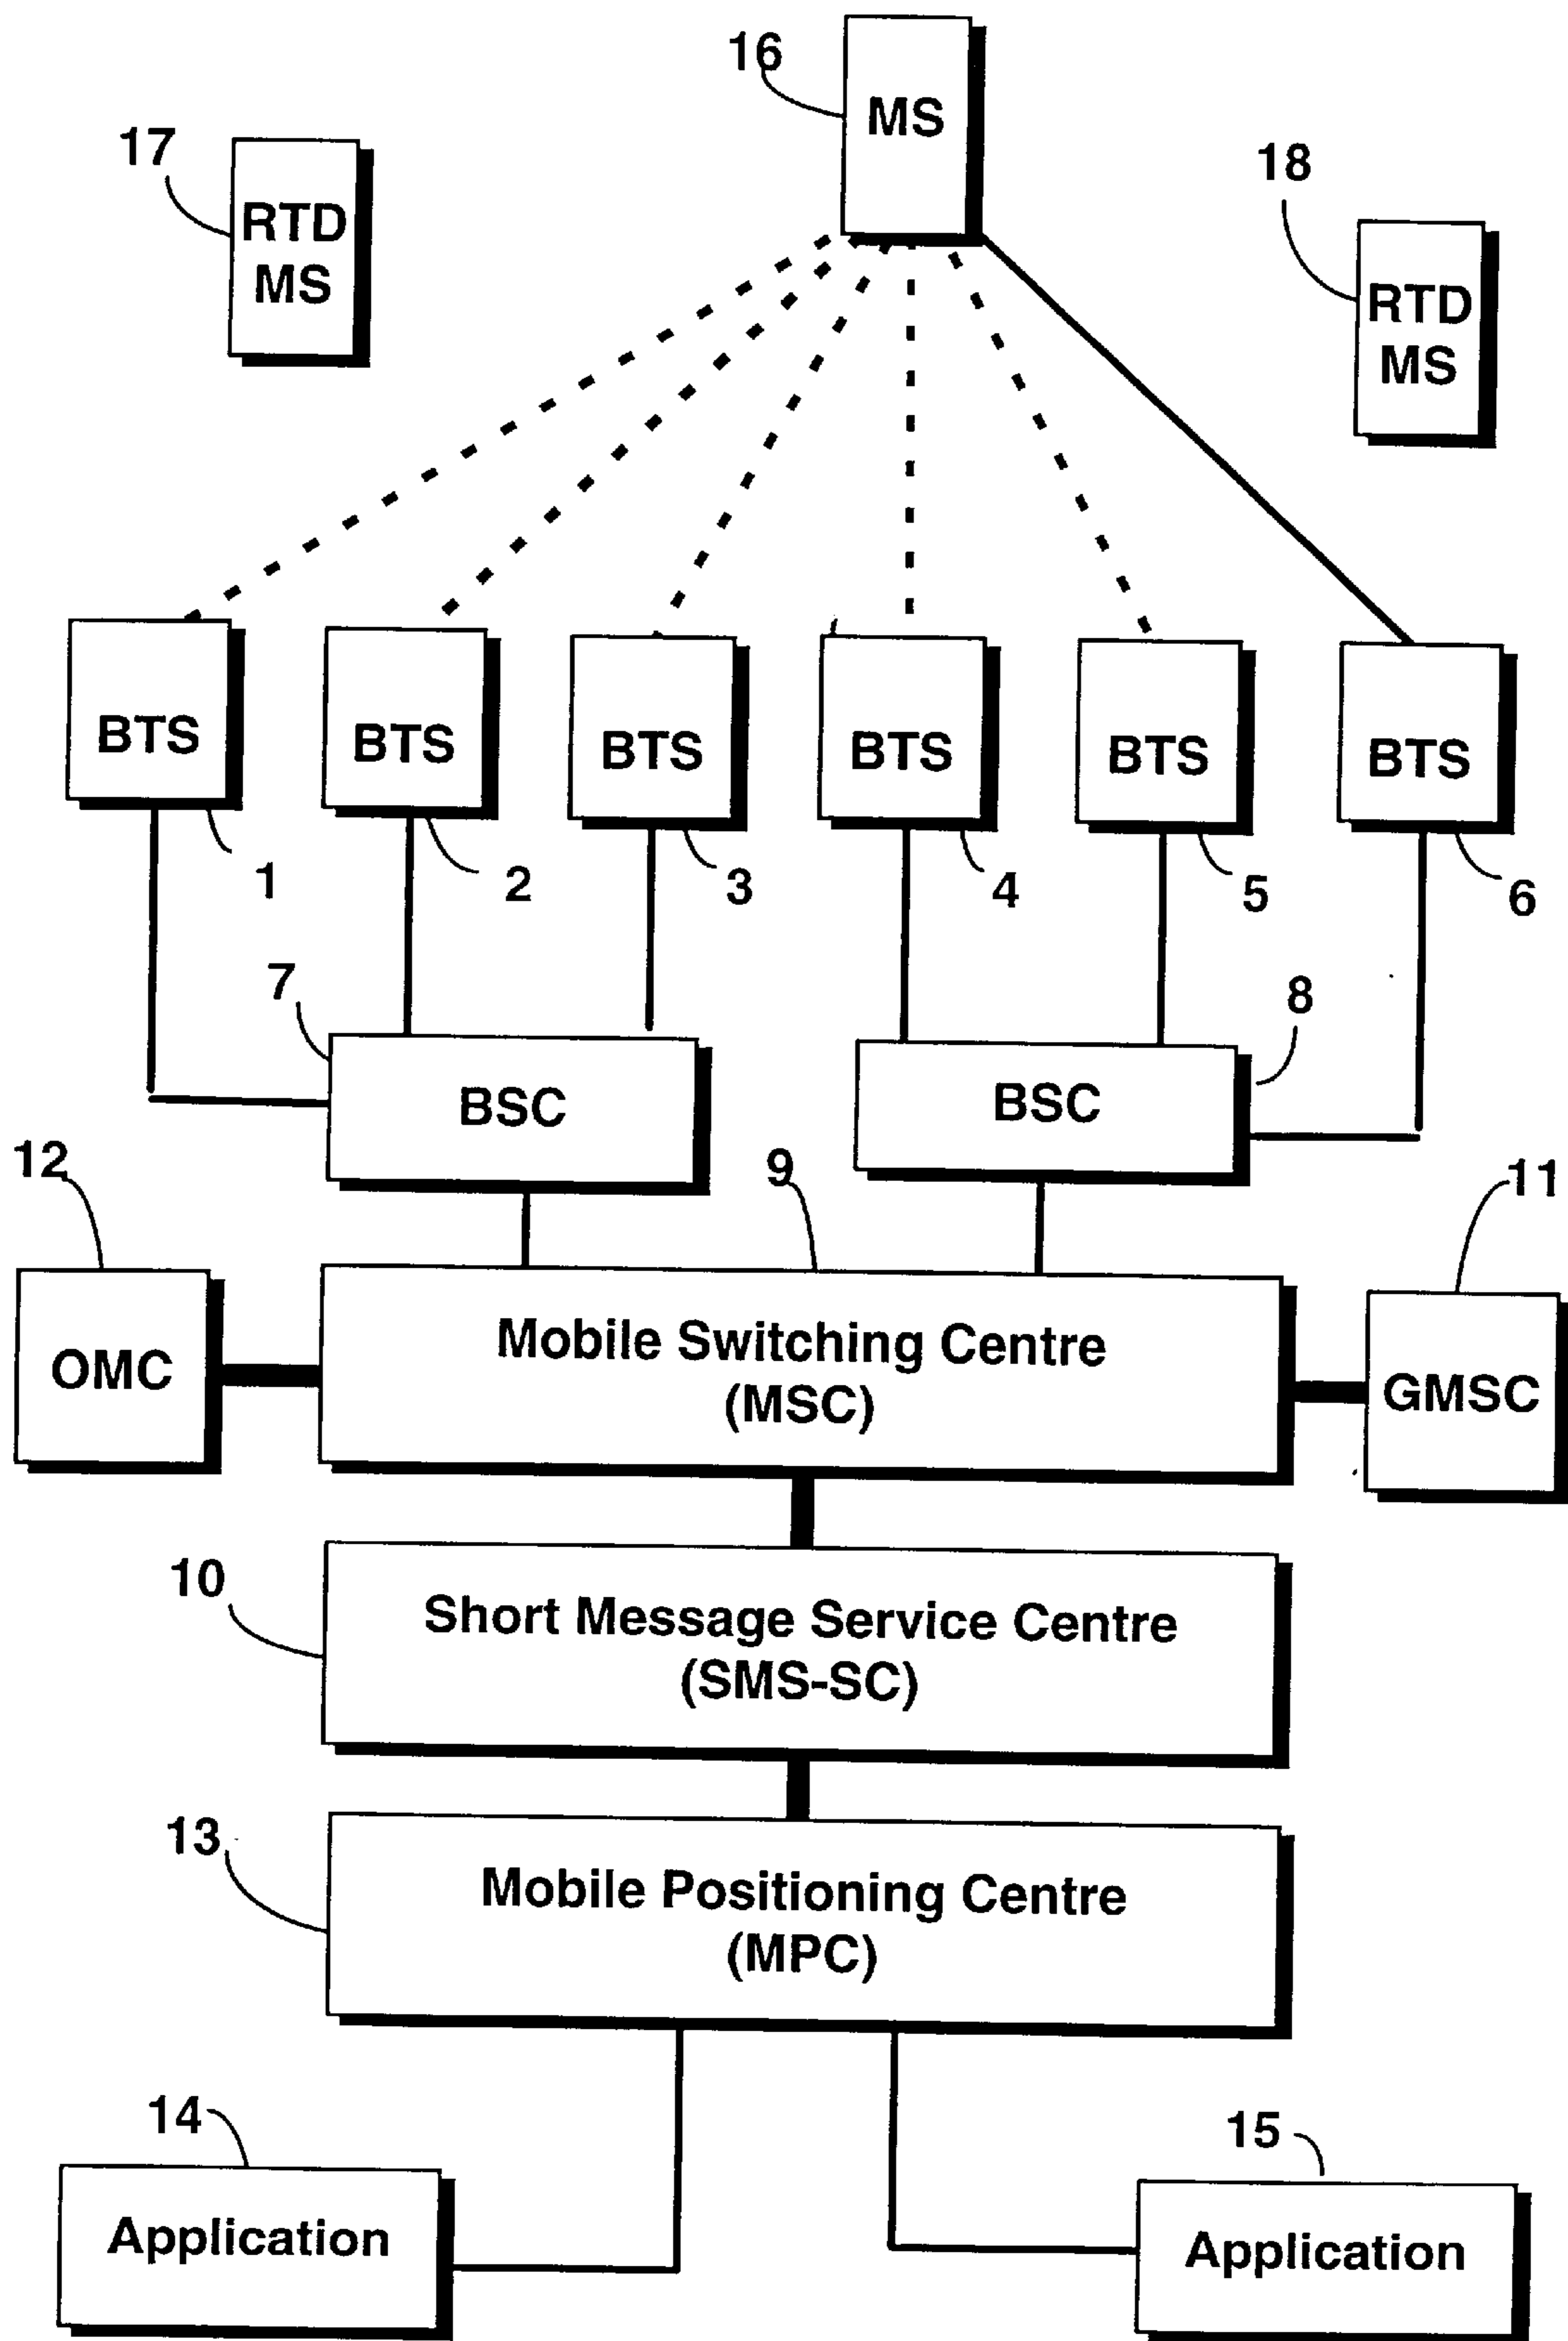 16
MS
17
RTD
MS
18
RTD
MS
BTS
BTS
BTS
BTS
BTS
BTS
1
2
3
4
5
6
7
BSC
8
BSC
12
9
11
OMC
Mobile Switching Centre
(MSC)
GMSC
10
Short Message Service Centre
(SMS-SC)
13
Mobile Positioning Centre
(MPC)
14
Application
15
Application